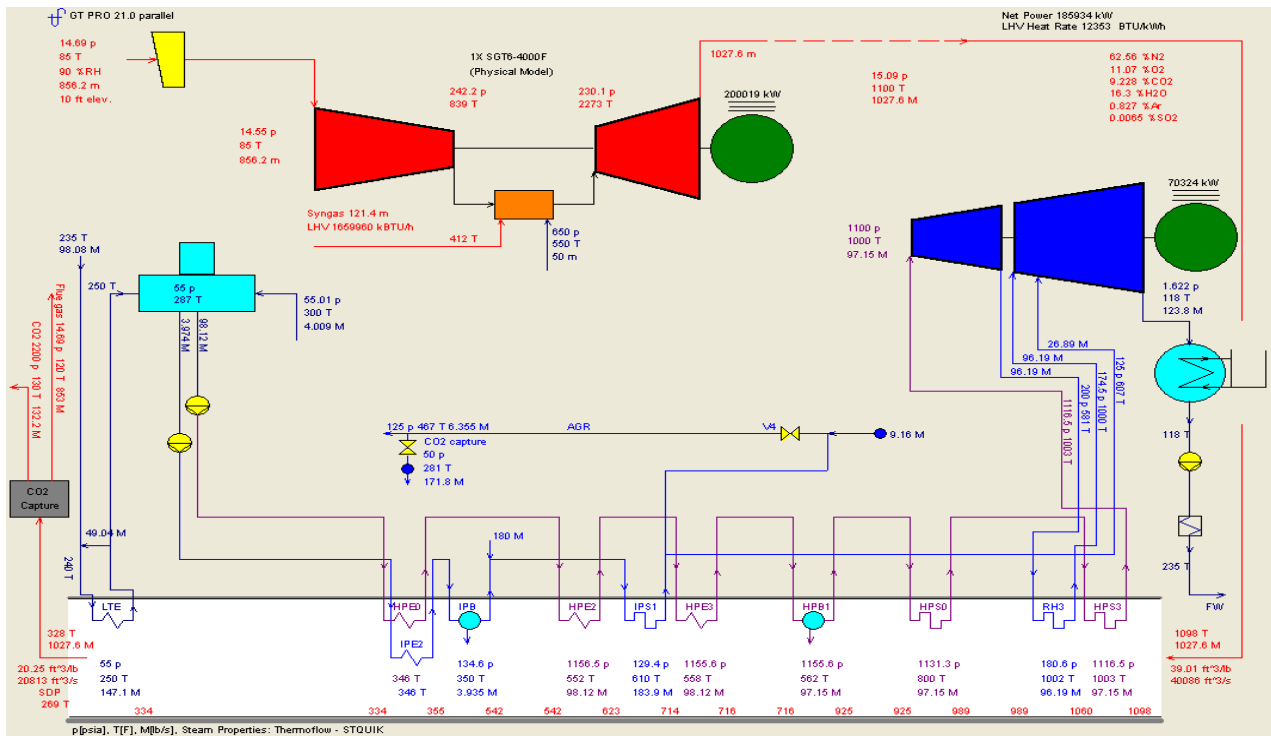 GT PRO 21.0 parallel
Net Power 185934 kW
LHV Heat Rate 12353 BTU/kWh
14.69 p
85 T
90 %RH
856.2 m
10 ft elev.
1X SGT6-4000F
(Physical Model)
1027.6 m
62.56 %N2
11.07 %O2
9.228 %CO2
16.3 %H2O
0.827 %Ar
0.0065 %SO2
242.2 p
839 T
230.1 p
2273 T
15.09 p
1100 T
1027.6 M
200019 kW
14.55 p
85 T
856.2 m
70324 kW
Syngas 121.4 m
LHV 1659960 kBTU/h
412 T
650 p
550 T
50 m
1100 p
1000 T
97.15 M
235 T
98.08 M
250 T
55 p
287 T
55.01 p
300 T
4.009 M
1.622 p
118 T
123.8 M
3.974 M
98.12 M
Flue gas 14.69 p 120 T 853 M
CO2 2200 p 130 T 132.2 M
26.89 M
96.19 M
96.19 M
125 p 607 T
174.5 p 1000 T
200 p 581 T
1116.5 p 1003 T
125 p 467 T 6.355 M
AGR
V4
9.16 M
CO2 capture
50 p
281 T
171.8 M
118 T
CO2
Capture
49.04 M
240 T
180 M
235 T
FW
LTE
HPE0
IPB
HPE2
IPS1
HPE3
HPB1
HPS0
RH3
HPS3
IPE2
328 T
1027.6 M
1098 T
1027.6 M
20.25 ft^3/lb
20813 ft^3/s
SDP
269 T
39.01 ft^3/lb
40086 ft^3/s
55 p
250 T
147.1 M
346 T
346 T
134.6 p
350 T
3.935 M
1156.5 p
552 T
98.12 M
129.4 p
610 T
183.9 M
1155.6 p
558 T
98.12 M
1155.6 p
562 T
97.15 M
1131.3 p
800 T
97.15 M
180.6 p
1002 T
96.19 M
1116.5 p
1003 T
97.15 M
334 334 355 542 542 623 714 716 716 925 925 989 989 1060 1098
p[psia], T[F], M[lb/s], Steam Properties: Thermoflow - STQUIK